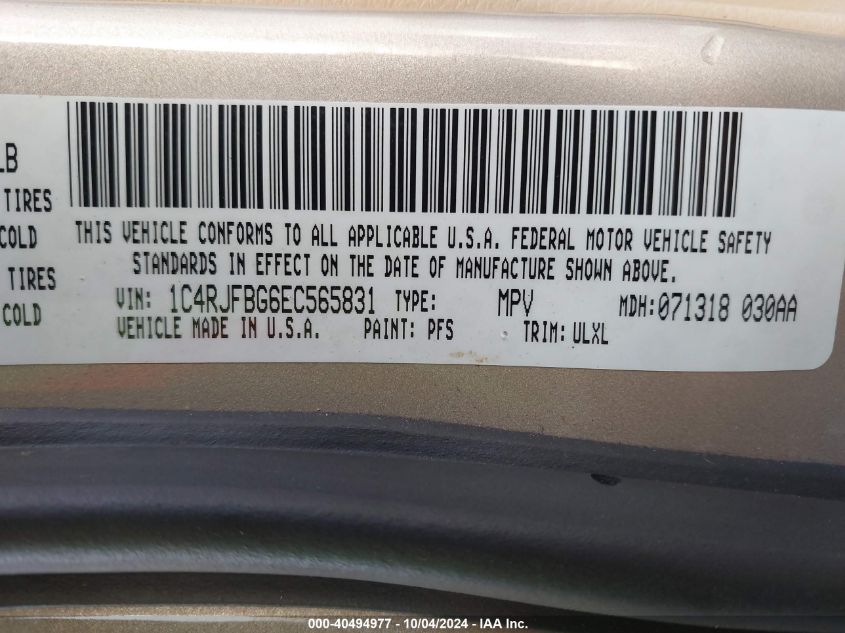 LB
TIRES
COLD
TIRES
COLD
THIS VEHICLE CONFORMS TO ALL APPLICABLE U.S.A. FEDERAL MOTOR VEHICLE SAFETY
STANDARDS IN EFFECT ON THE DATE OF MANUFACTURE SHOWN ABOVE.
VIN: 1C4RJFBG6EC565831 TYPE: MPV MDH: 071318 030AA
VEHICLE MADE IN U.S.A. PAINT: PFS TRIM: ULXL
000-40494977 - 10/04/2024 - IAA Inc.